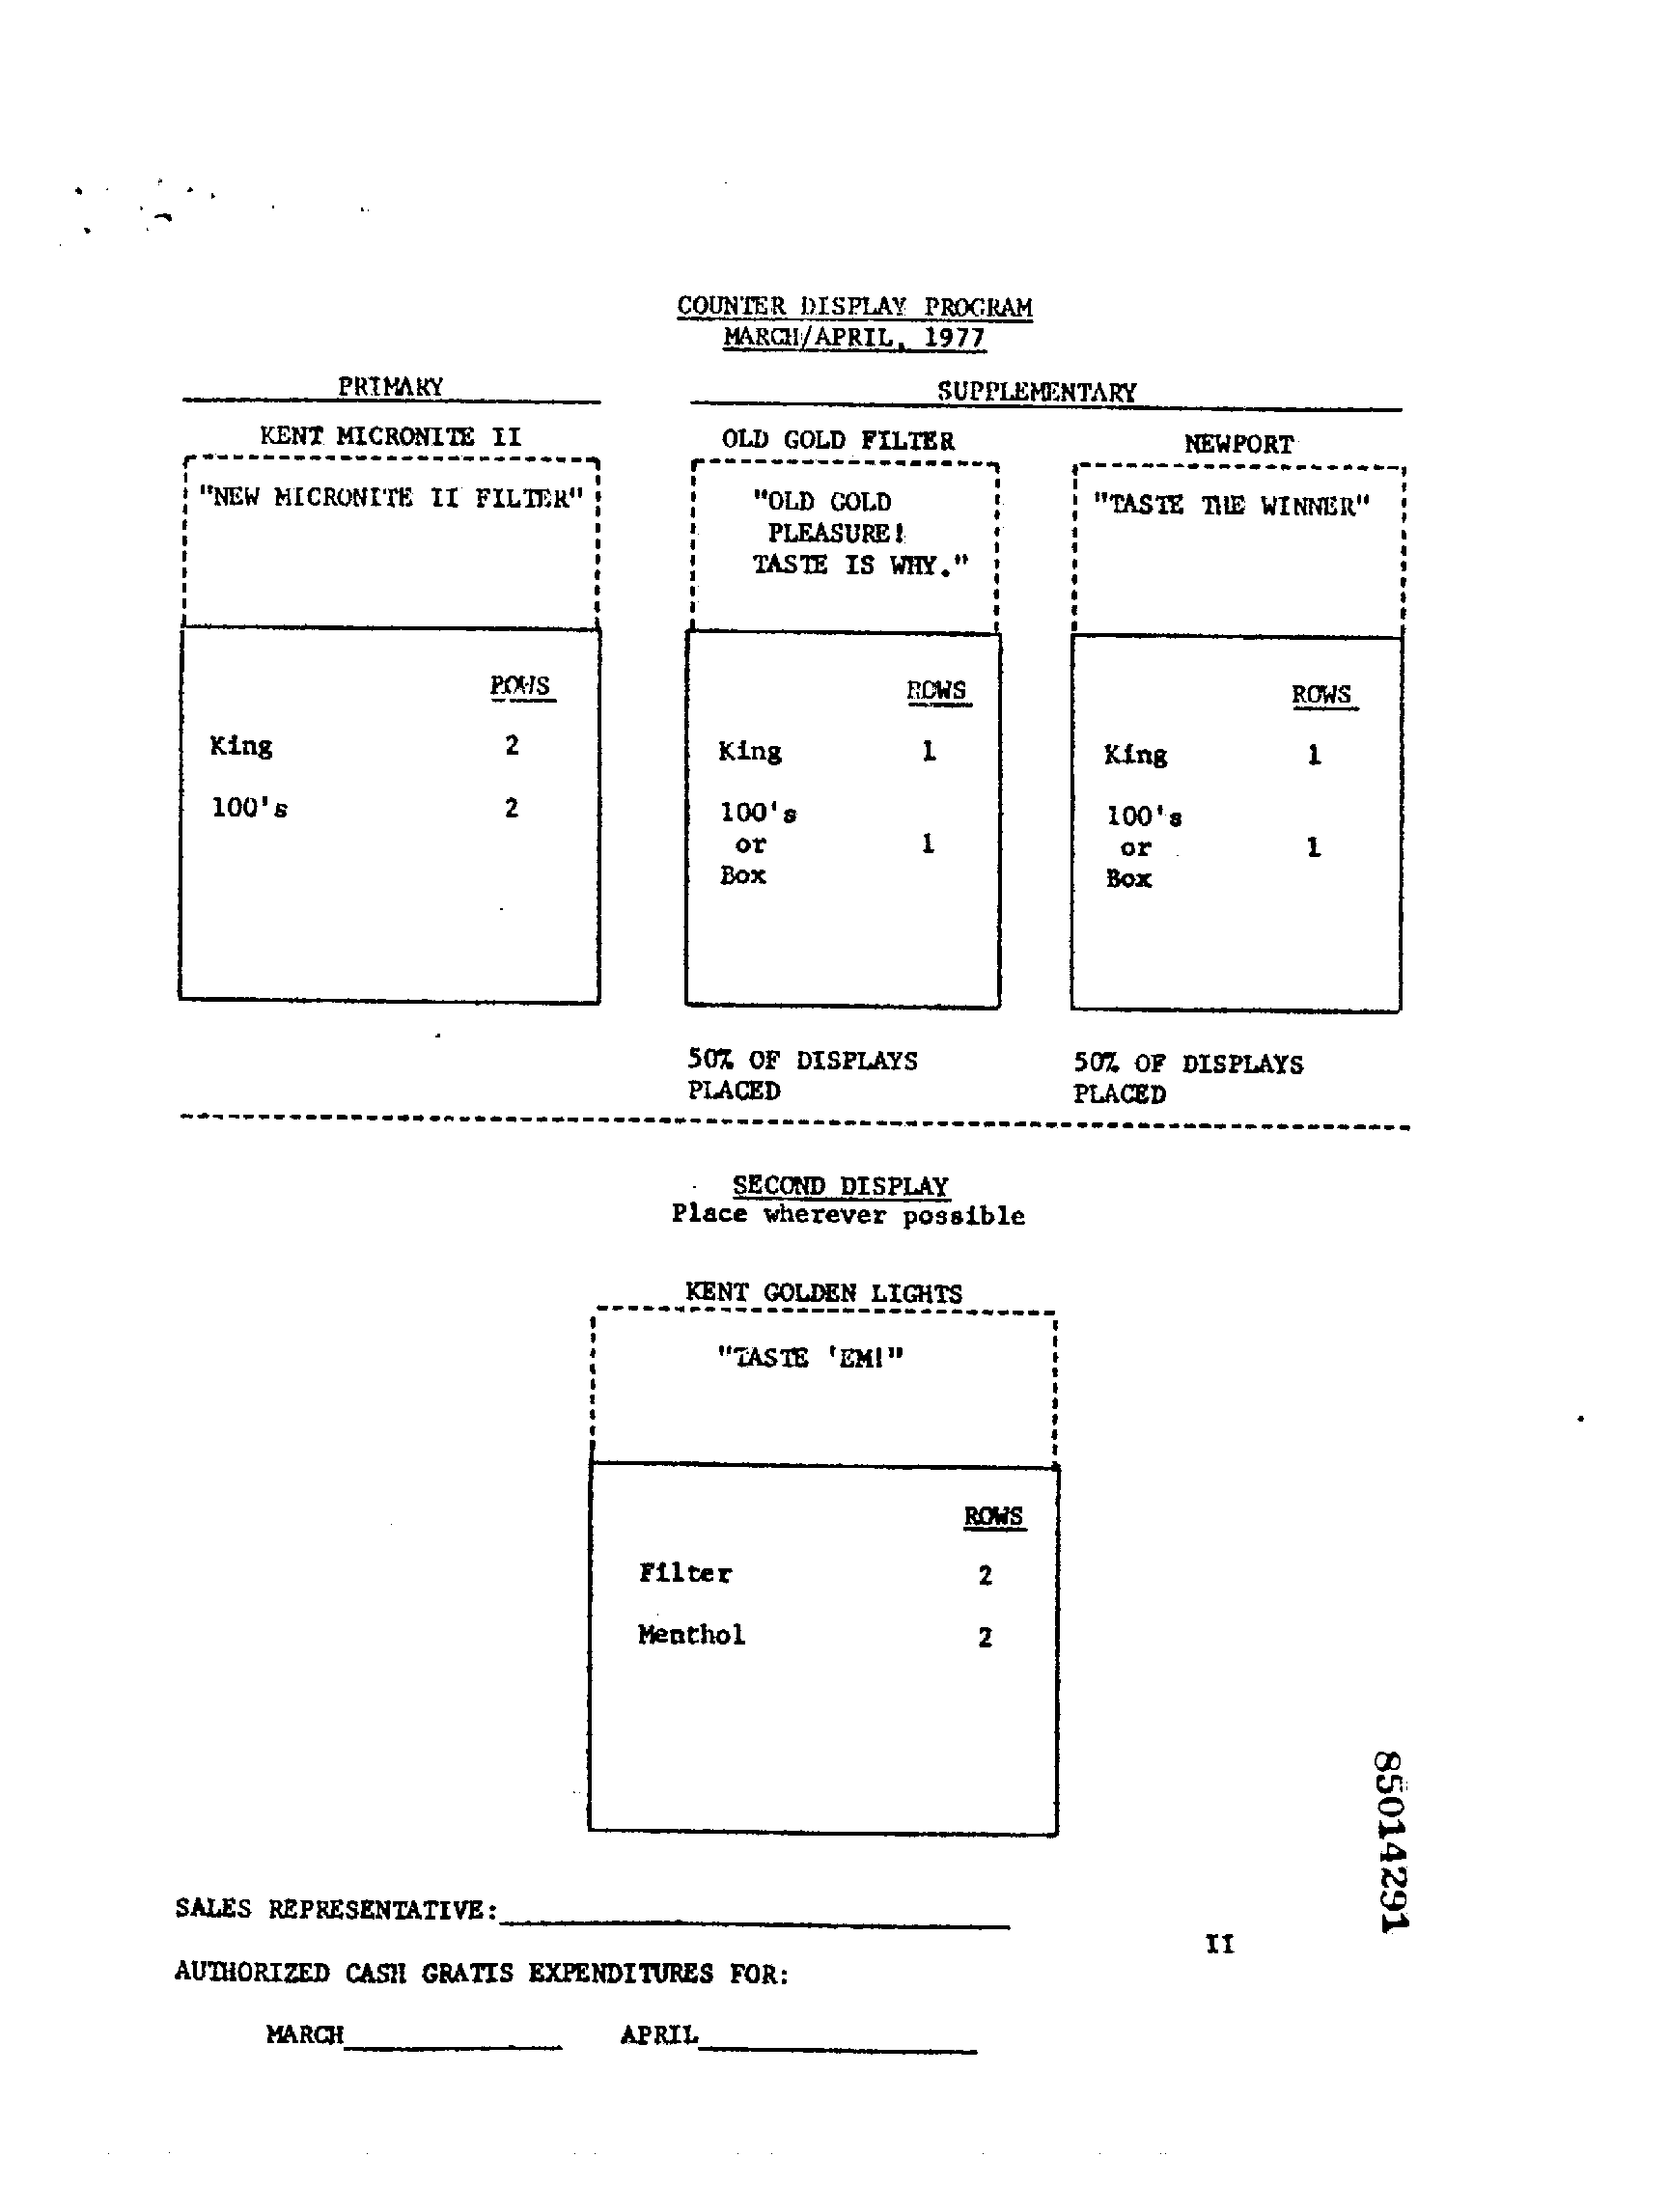 COUNTER DISPLAY PROGRAM
MARCH/APRIL, 1977
PRIMARY
SUPPLEMENTARY
KENT MICRONITE II
"NEW MICRONITE II FILTER"
ROWS
King 2
100's 2
OLD GOLD FILTER
"OLD GOLD
PLEASURE!
TASTE IS WHY."
ROWS
King 1
100's
or 1
Box
50% OF DISPLAYS
PLACED
NEWPORT
"TASTE THE WINNER"
ROWS
King 1
100's
or 1
Box
50% OF DISPLAYS
PLACED
SECOND DISPLAY
Place wherever possible
KENT GOLDEN LIGHTS
"TASTE 'EM!"
ROWS
Filter 2
Menthol 2
SALES REPRESENTATIVE:
AUTHORIZED CASH GRATIS EXPENDITURES FOR:
MARCH APRIL
II
85014291